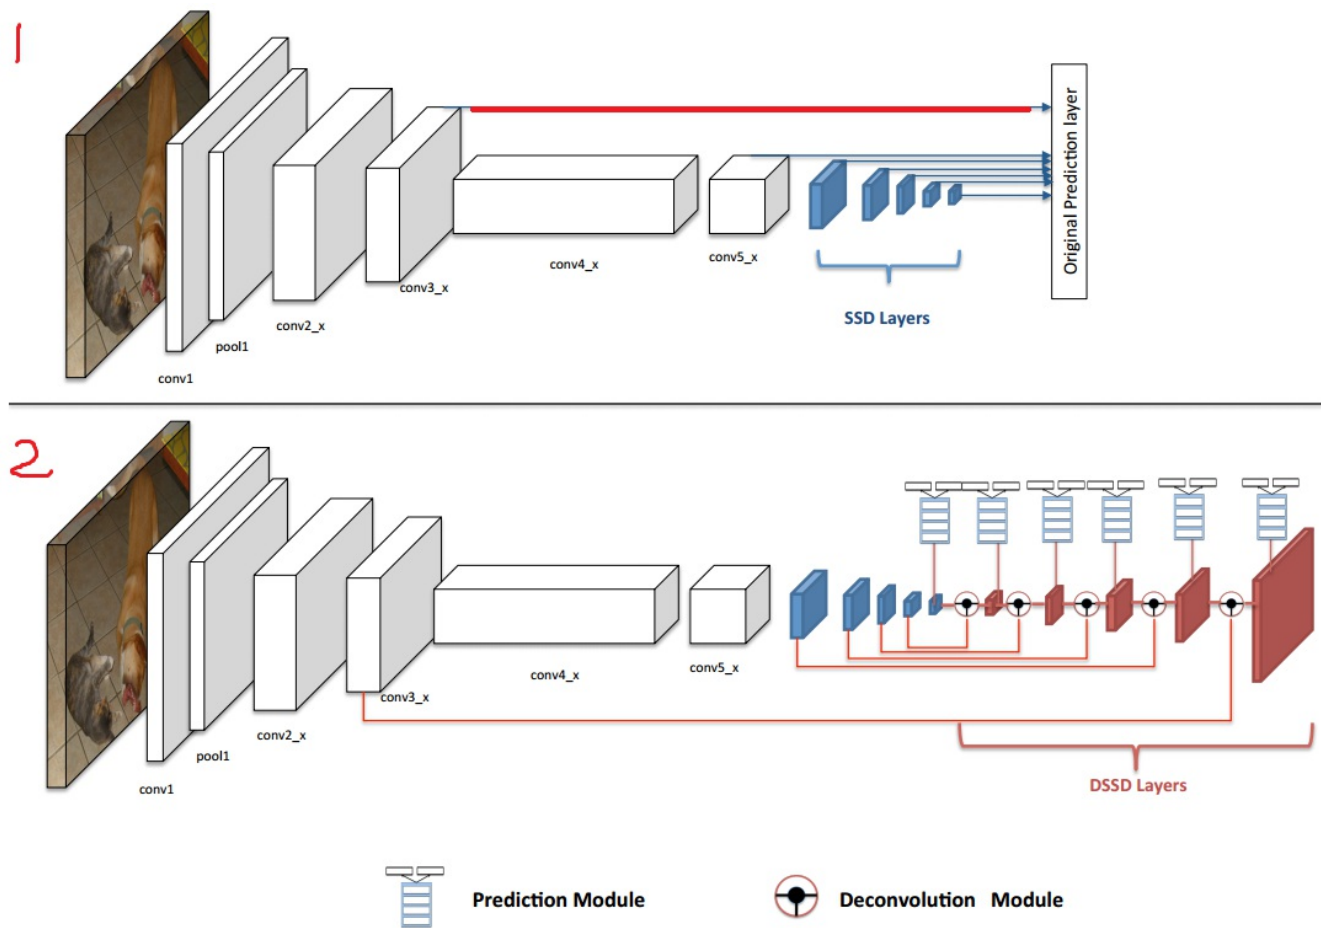 1
conv1
pool1
conv2_x
conv3_x
conv4_x
conv5_x
SSD Layers
Original Prediction layer
2
conv1
pool1
conv2_x
conv3_x
conv4_x
conv5_x
DSSD Layers
Prediction Module
Deconvolution Module